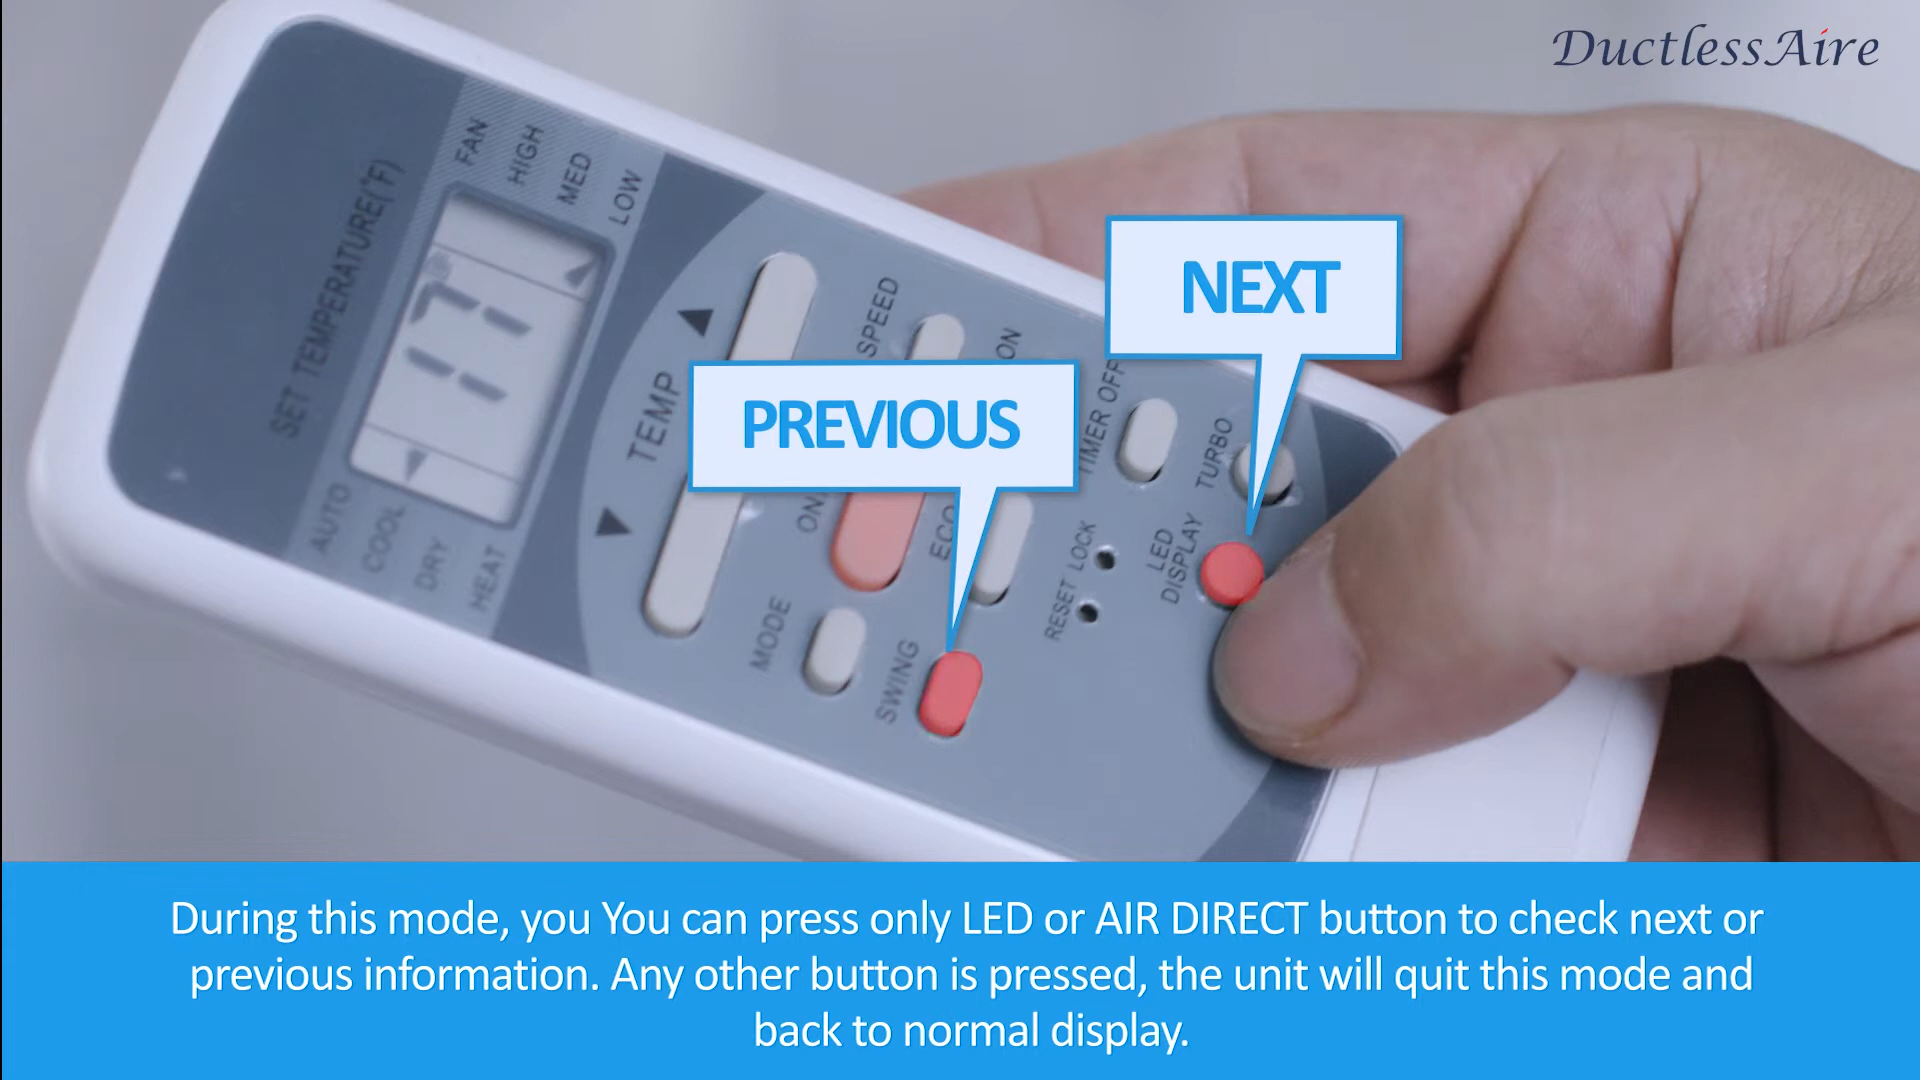 DuctlessAire
SET TEMPERATURE(°F)
FAN
HIGH
MED
LOW
77
AUTO
COOL
DRY
HEAT
TEMP
SPEED
ON
TIMER OFF
TURBO
ON
ECO
MODE
SWING
RESET
LOCK
LED
DISPLAY
NEXT
PREVIOUS
During this mode, you You can press only LED or AIR DIRECT button to check next or
previous information. Any other button is pressed, the unit will quit this mode and
back to normal display.